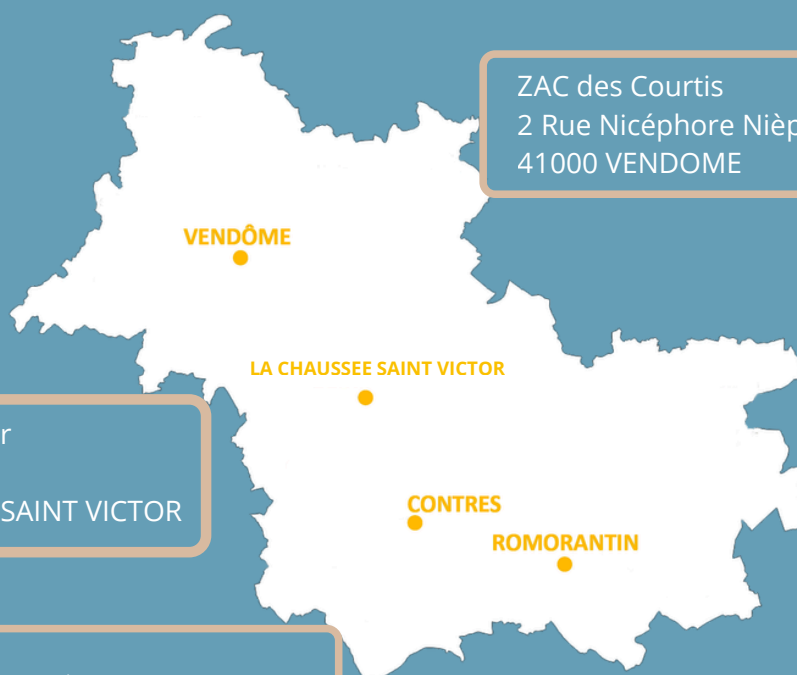 ZAC des Courtis
2 Rue Nicéphore Nièp
41000 VENDOME
VENDÔME
LA CHAUSSEE SAINT VICTOR
r
SAINT VICTOR
CONTRES
ROMORANTIN